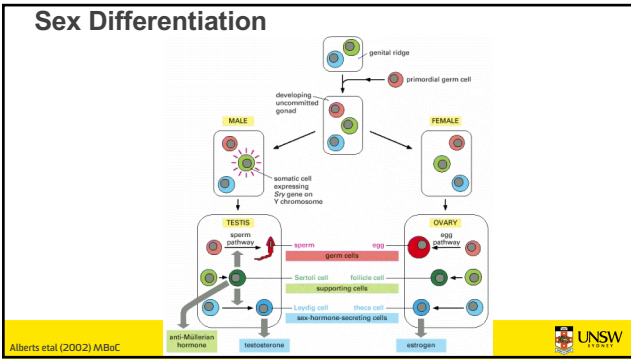 Sex Differentiation
genital ridge
primordial germ cell
developing
uncommitted
gonad
MALE
FEMALE
somatic cell
expressing
Sry gene on
Y chromosome
TESTIS
OVARY
sperm
pathway
egg
pathway
sperm
egg
germ cells
Sertoli cell
follicle cell
supporting cells
Leydig cell
theca cell
sex-hormone-secreting cells
anti-Müllerian
hormone
testosterone
estrogen
Alberts etal (2002) MBoC
UNSW
SYDNEY